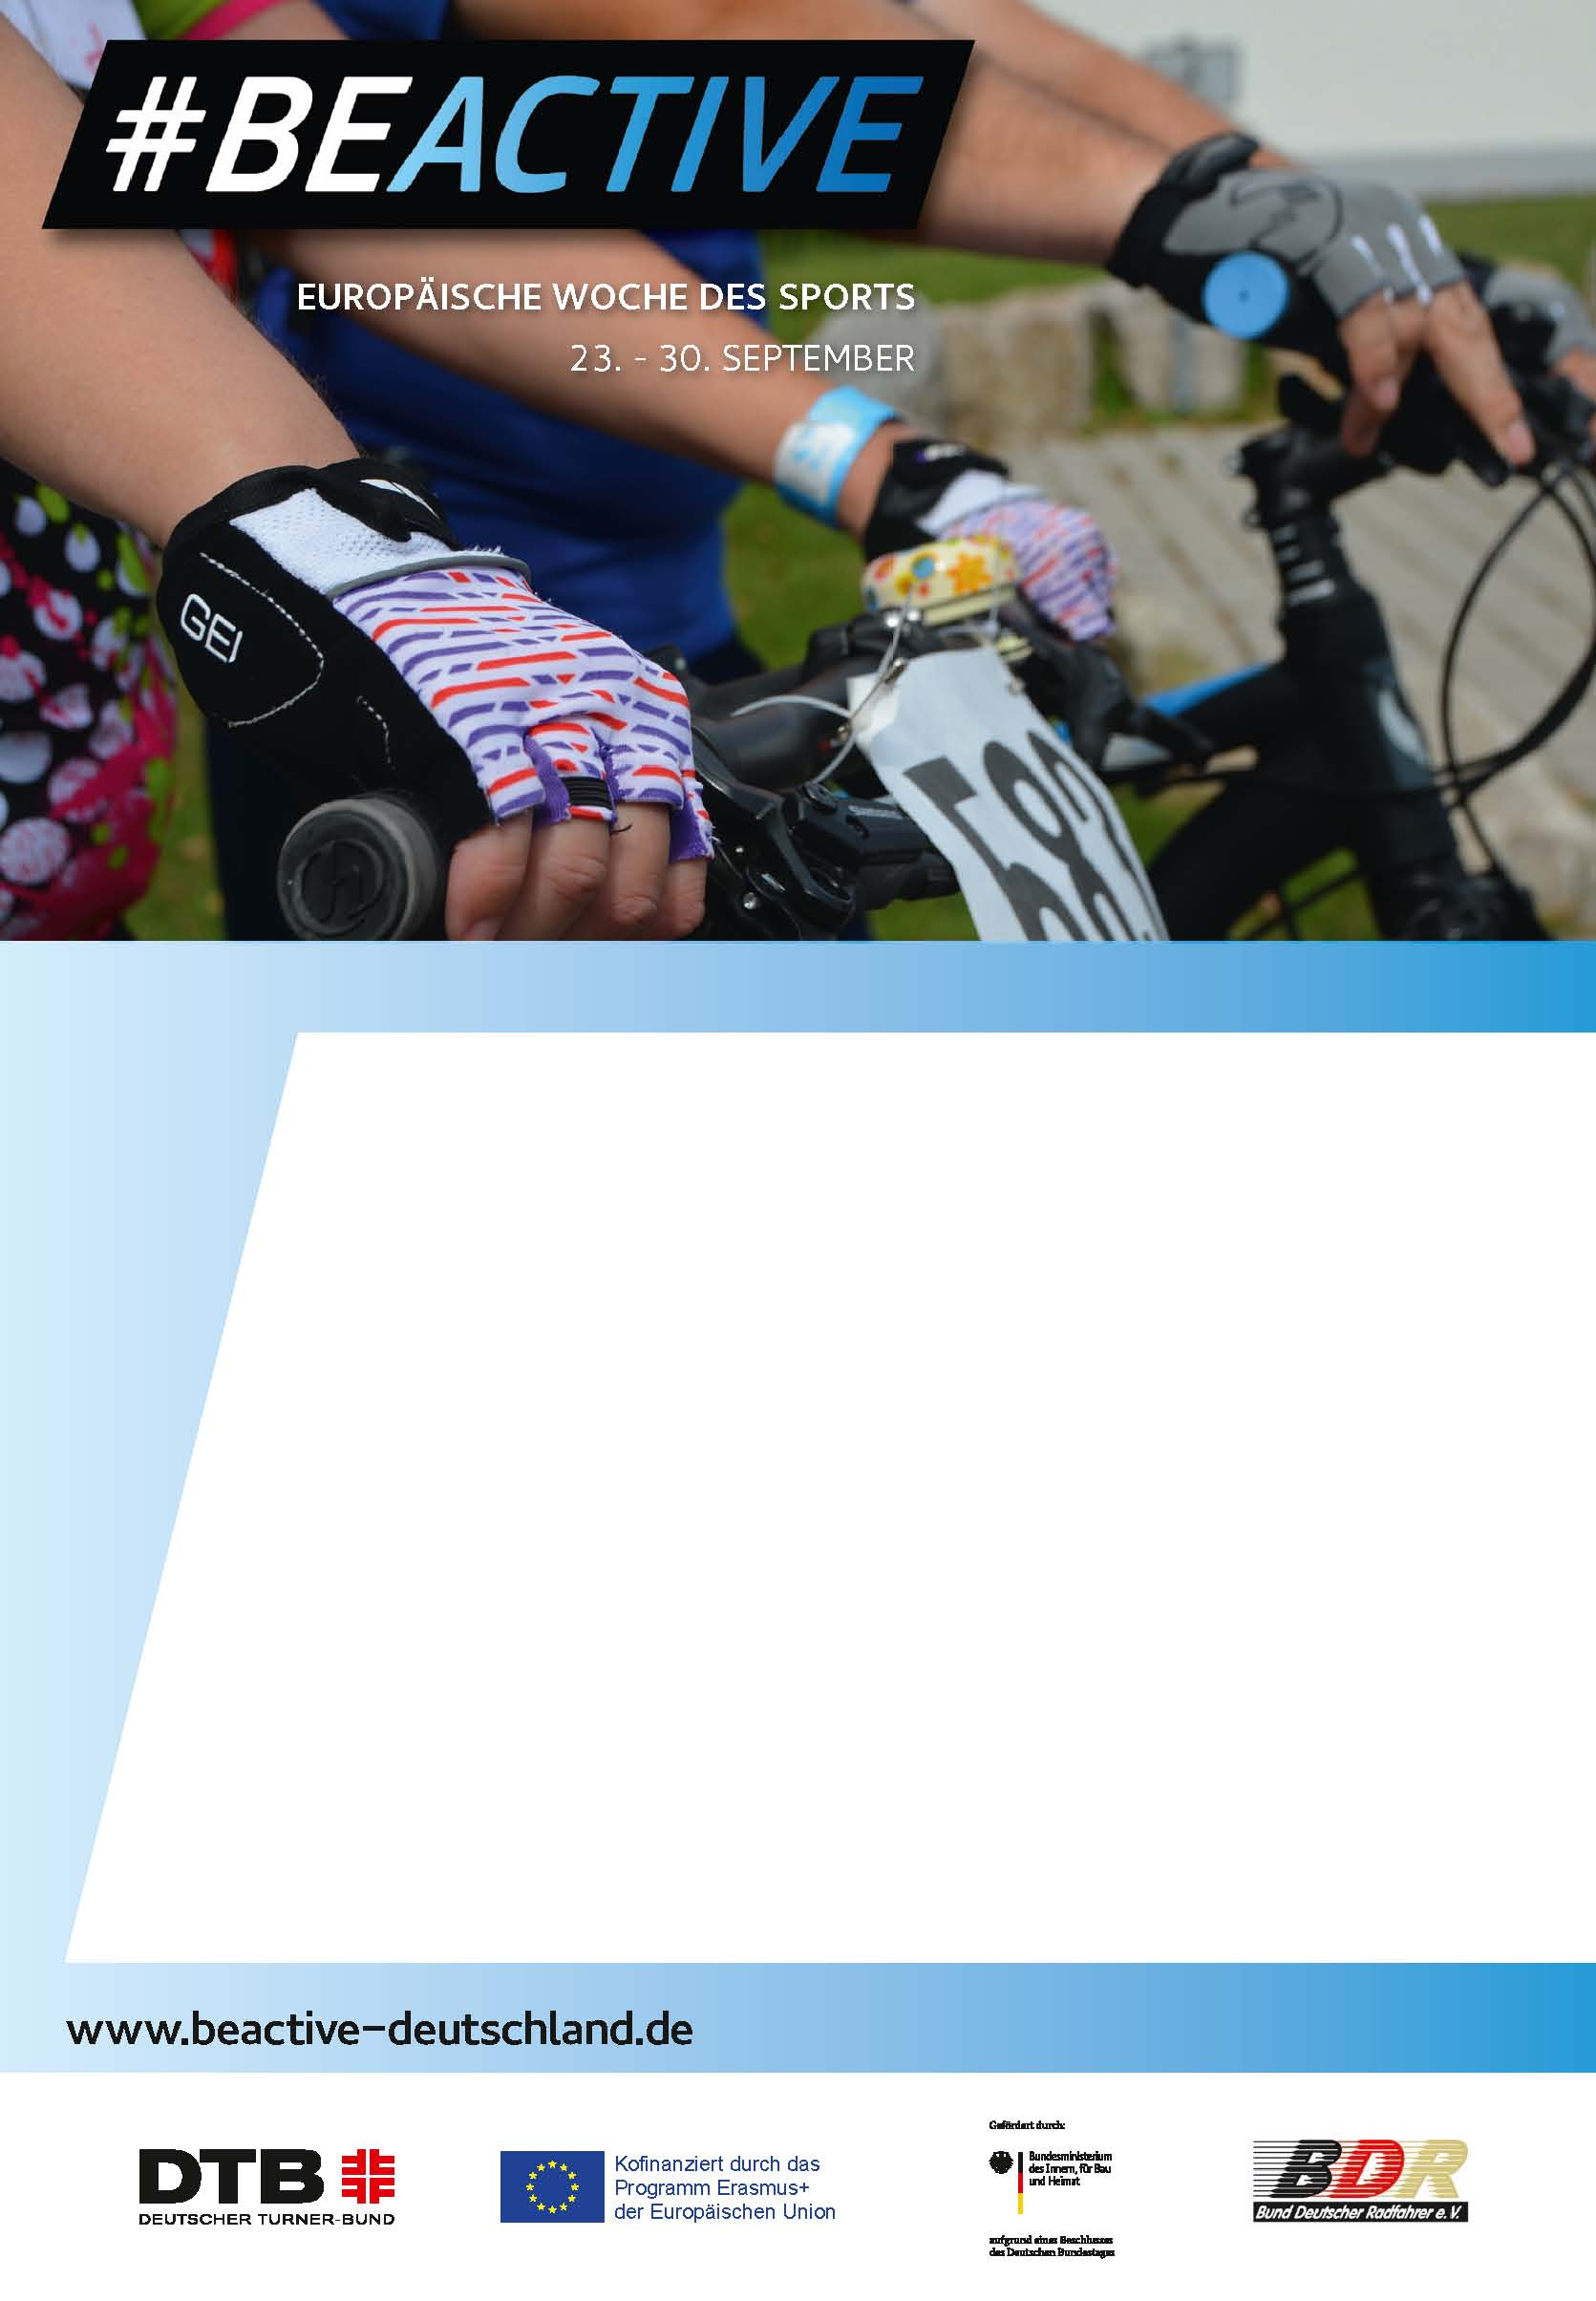 #BEACTIVE
EUROPÄISCHE WOCHE DES SPORTS
23. - 30. SEPTEMBER
GEI
www.beactive-deutschland.de
DTB
DEUTSCHER TURNER-BUND
Kofinanziert durch das
Programm Erasmus+
der Europäischen Union
Gefördert durch:
Bundesministerium
des Innern, für Bau
und Heimat
aufgrund eines Beschlusses
des Deutschen Bundestages
BDR
Bund Deutscher Radfahrer e.V.